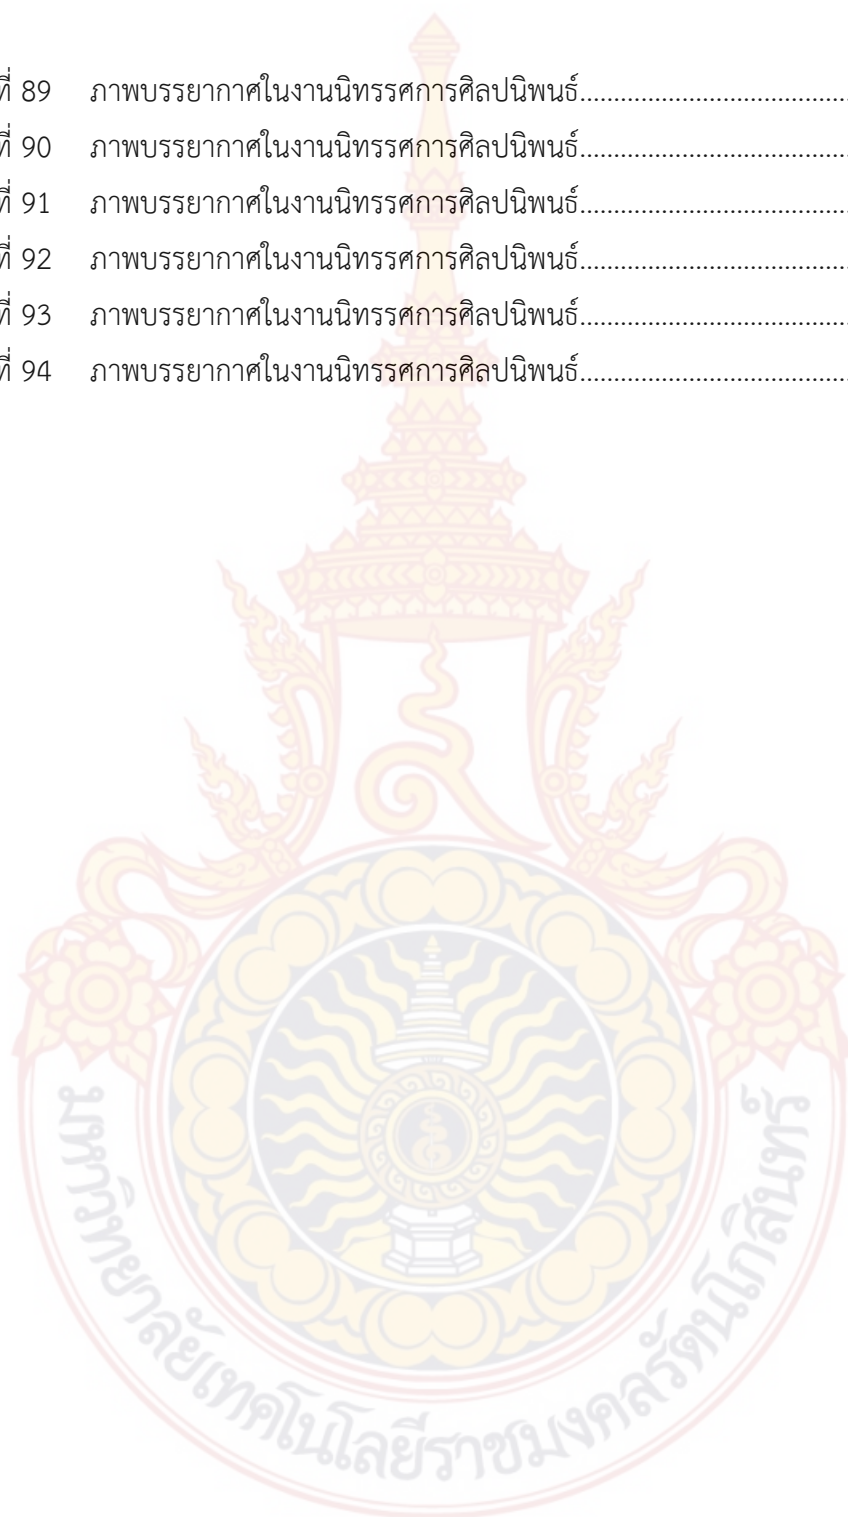 ที่ 89 ภาพบรรยากาศในงานนิทรรศการศิลปนิพนธ์........................................
ที่ 90 ภาพบรรยากาศในงานนิทรรศการศิลปนิพนธ์........................................
ที่ 91 ภาพบรรยากาศในงานนิทรรศการศิลปนิพนธ์........................................
ที่ 92 ภาพบรรยากาศในงานนิทรรศการศิลปนิพนธ์........................................
ที่ 93 ภาพบรรยากาศในงานนิทรรศการศิลปนิพนธ์........................................
ที่ 94 ภาพบรรยากาศในงานนิทรรศการศิลปนิพนธ์........................................
มหาวิทยาลัยเทคโนโลยีราชมงคลรัตนโกสินทร์